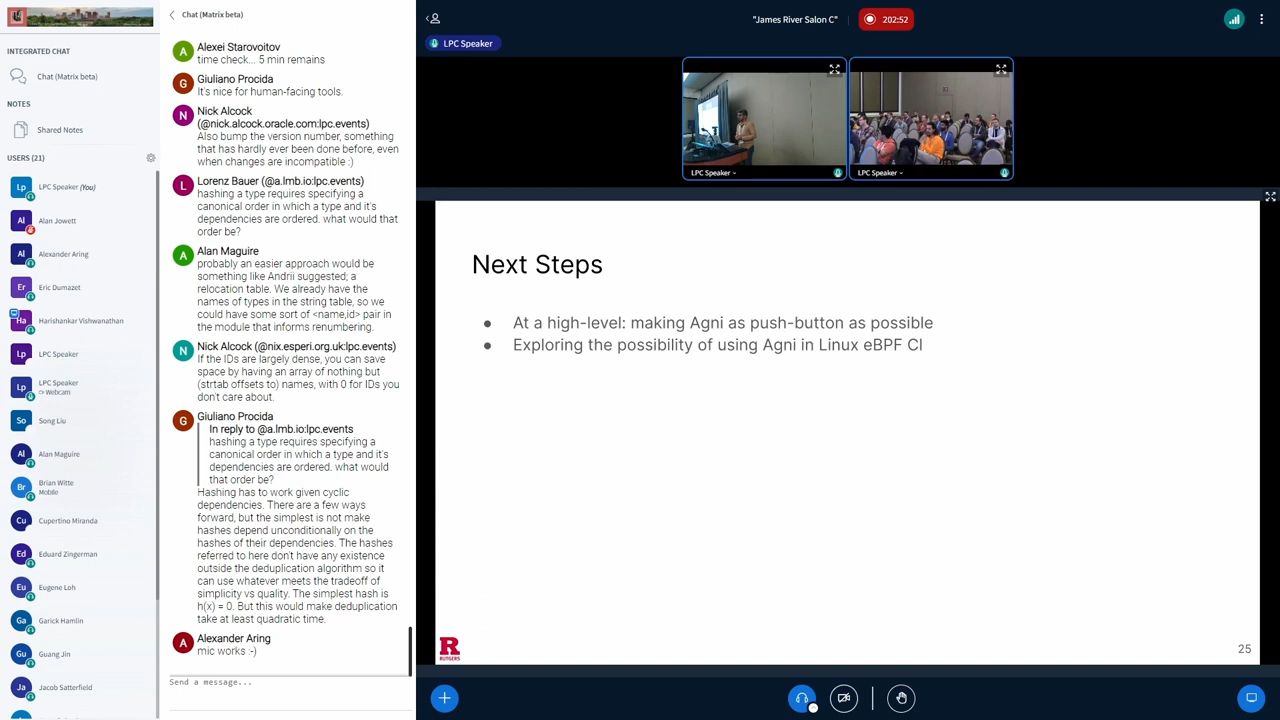 Chat (Matrix beta)
INTEGRATED CHAT
Chat (Matrix beta)
NOTES
Shared Notes
USERS (21)
Lp
LPC Speaker (You)
Al
Alan Jowett
Al
Alexander Aring
Er
Eric Dumazet
Ha
Harishankar Vishwanathan
Lp
LPC Speaker
Lp
LPC Speaker
Webcam
So
Song Liu
Al
Alan Maguire
Br
Brian Witte
Mobile
Cu
Cupertino Miranda
Ed
Eduard Zingerman
Eu
Eugene Loh
Ga
Garick Hamlin
Gu
Guang Jin
Ja
Jacob Satterfield
A
Alexei Starovoitov
time check... 5 min remains
G
Giuliano Procida
It's nice for human-facing tools.
N
Nick Alcock
(@nick.alcock.oracle.com:lpc.events)
Also bump the version number, something
that has hardly ever been done before, even
when changes are incompatible :)
L
Lorenz Bauer (@a.lmb.io:lpc.events)
hashing a type requires specifying a
canonical order in which a type and it's
dependencies are ordered. what would that
order be?
A
Alan Maguire
probably an easier approach would be
something like Andrii suggested; a
relocation table. We already have the
names of types in the string table, so we
could have some sort of <name,id> pair in
the module that informs renumbering.
N
Nick Alcock (@nix.esperi.org.uk:lpc.events)
If the IDs are largely dense, you can save
space by having an array of nothing but
(strtab offsets to) names, with 0 for IDs you
don't care about.
G
Giuliano Procida
In reply to @a.lmb.io:lpc.events
hashing a type requires specifying a
canonical order in which a type and it's
dependencies are ordered. what would
that order be?
Hashing has to work given cyclic
dependencies. There are a few ways
forward, but the simplest is not make
hashes depend unconditionally on the
hashes of their dependencies. The hashes
referred to here don't have any existence
outside the deduplication algorithm so it
can use whatever meets the tradeoff of
simplicity vs quality. The simplest hash is
h(x) = 0. But this would make deduplication
take at least quadratic time.
A
Alexander Aring
mic works :-)
Send a message...
"James River Salon C"
202:52
LPC Speaker
LPC Speaker
LPC Speaker
Next Steps
● At a high-level: making Agni as push-button as possible
● Exploring the possibility of using Agni in Linux eBPF CI
R
RUTGERS
25